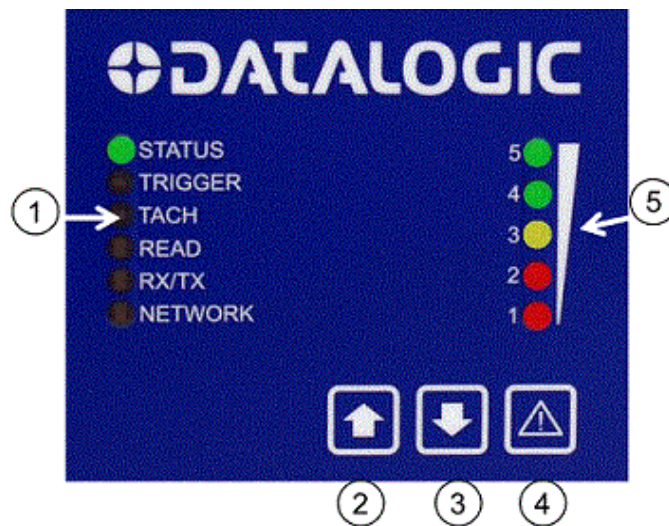 DATALOGIC
STATUS
TRIGGER
TACH
READ
RX/TX
NETWORK
5
4
3
2
1
1
5
2
3
4